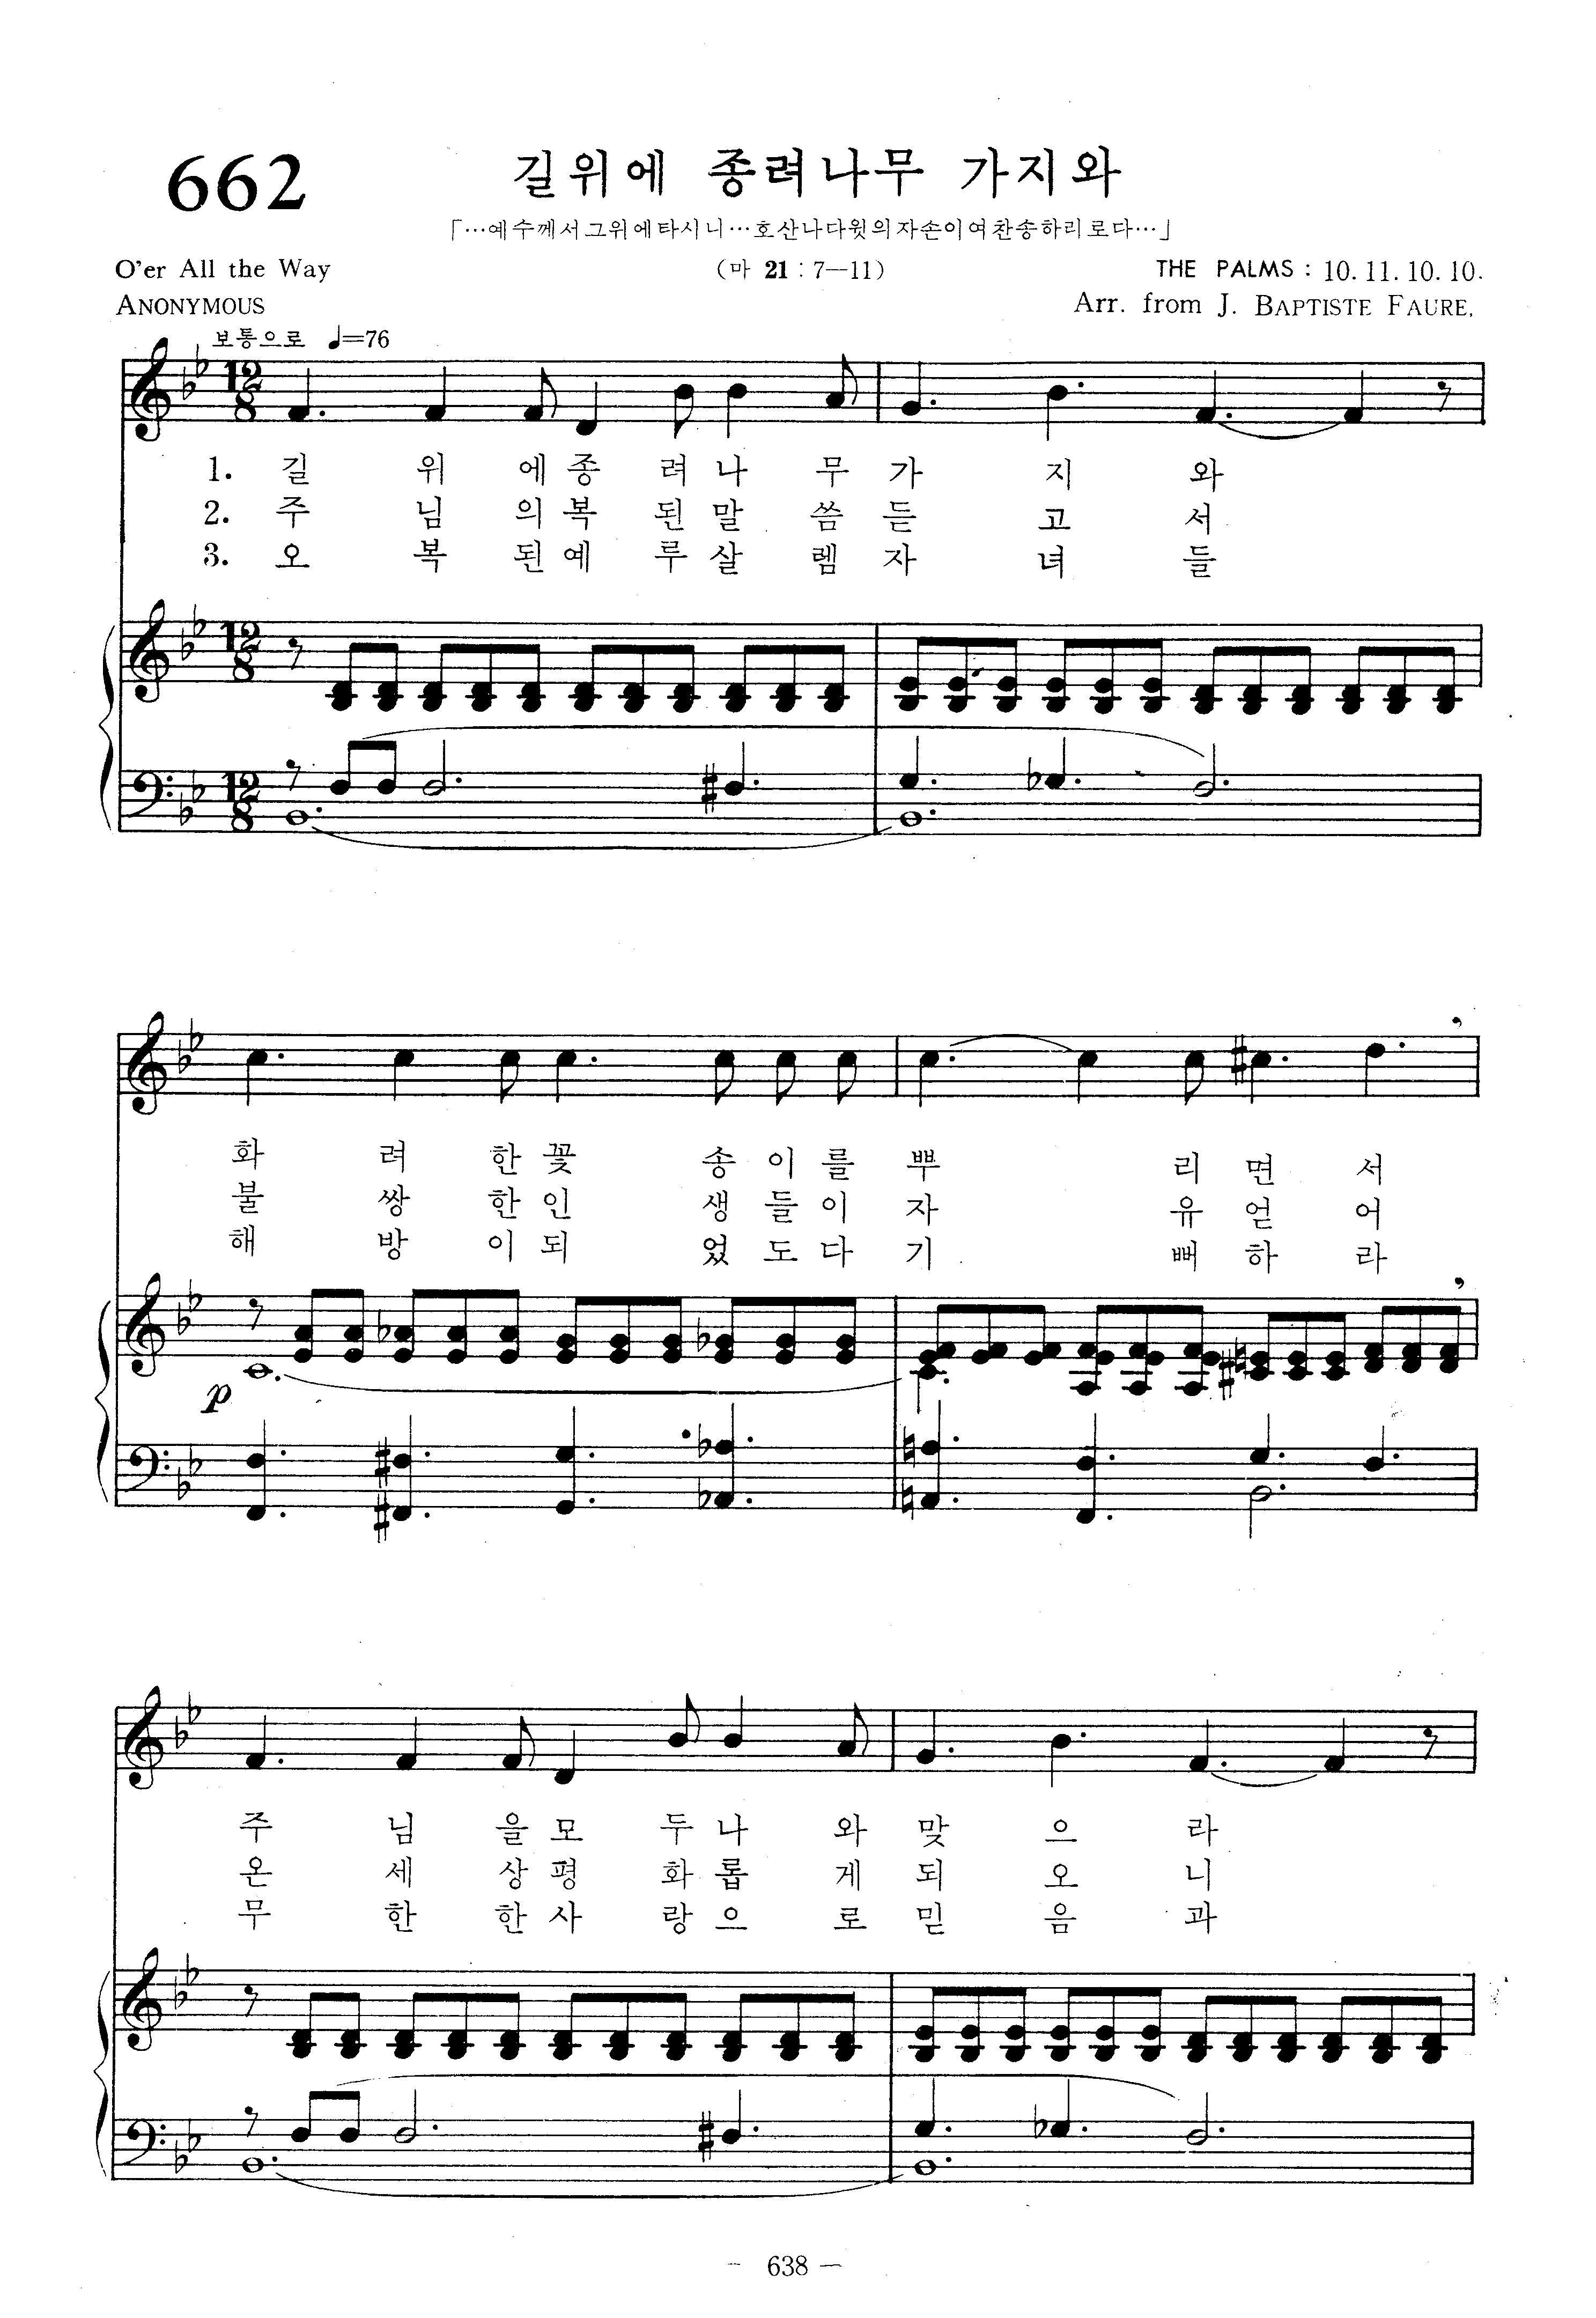 662
길위에 종려나무 가지와
「…예수께서그위에타시니…호산나다윗의자손이여찬송하리로다…」
O'er All the Way
(마 21 : 7—11)
THE PALMS : 10. 11. 10. 10.
ANONYMOUS
Arr. from J. BAPTISTE FAURE.
보통으로 ♩=76
12 8
1. 길 위 에 종 려 나 무 가 지 와
2. 주 님 의 복 된 말 씀 듣 고 서
3. 오 복 된 예 루 살 렘 자 녀 들
12 8
12 8
화 려 한 꽃 송 이 를 뿌 리 면 서
불 쌍 한 인 생 들 이 자 유 얻 어
해 방 이 되 었 도 다 기 뻐 하 라
p
주 님 을 모 두 나 와 맞 으 라
온 세 상 평 화 롭 게 되 오 니
무 한 한 사 랑 으 로 믿 음 과
— 638 —